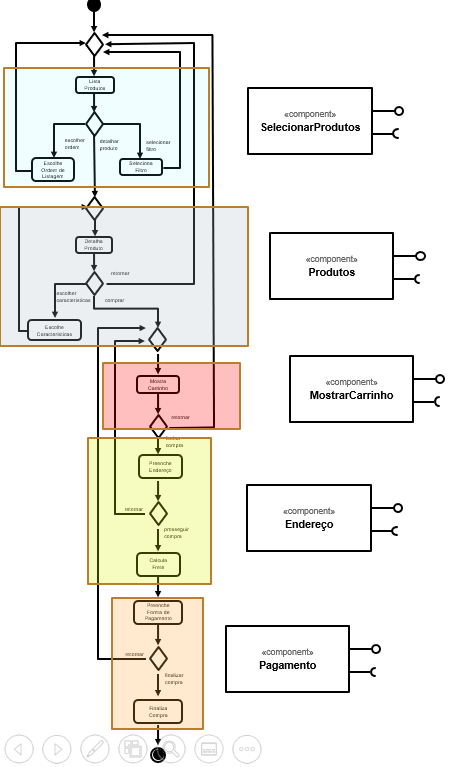 Lista
Produtos
escolher
ordem
detalhar
produto
selecionar
filtro
Escolhe
Ordem de
Listagem
Seleciona
Filtro
«component»
SelecionarProdutos
Detalhe
Produto
retornar
escolher
características
comprar
Escolhe
Características
«component»
Produtos
Mostra
Carrinho
retornar
«component»
MostrarCarrinho
compra
Preenche
Endereço
retornar
prosseguir
compra
Calcula
Frete
«component»
Endereço
Preenche
Forma de
Pagamento
retornar
finalizar
compra
Finaliza
Compra
«component»
Pagamento